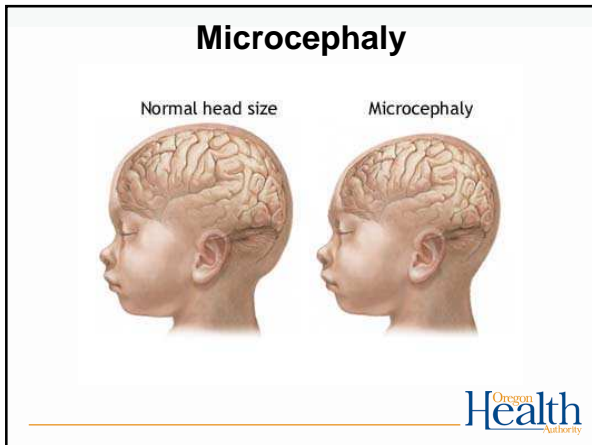 Microcephaly
Normal head size Microcephaly
Oregon
Health
Authority